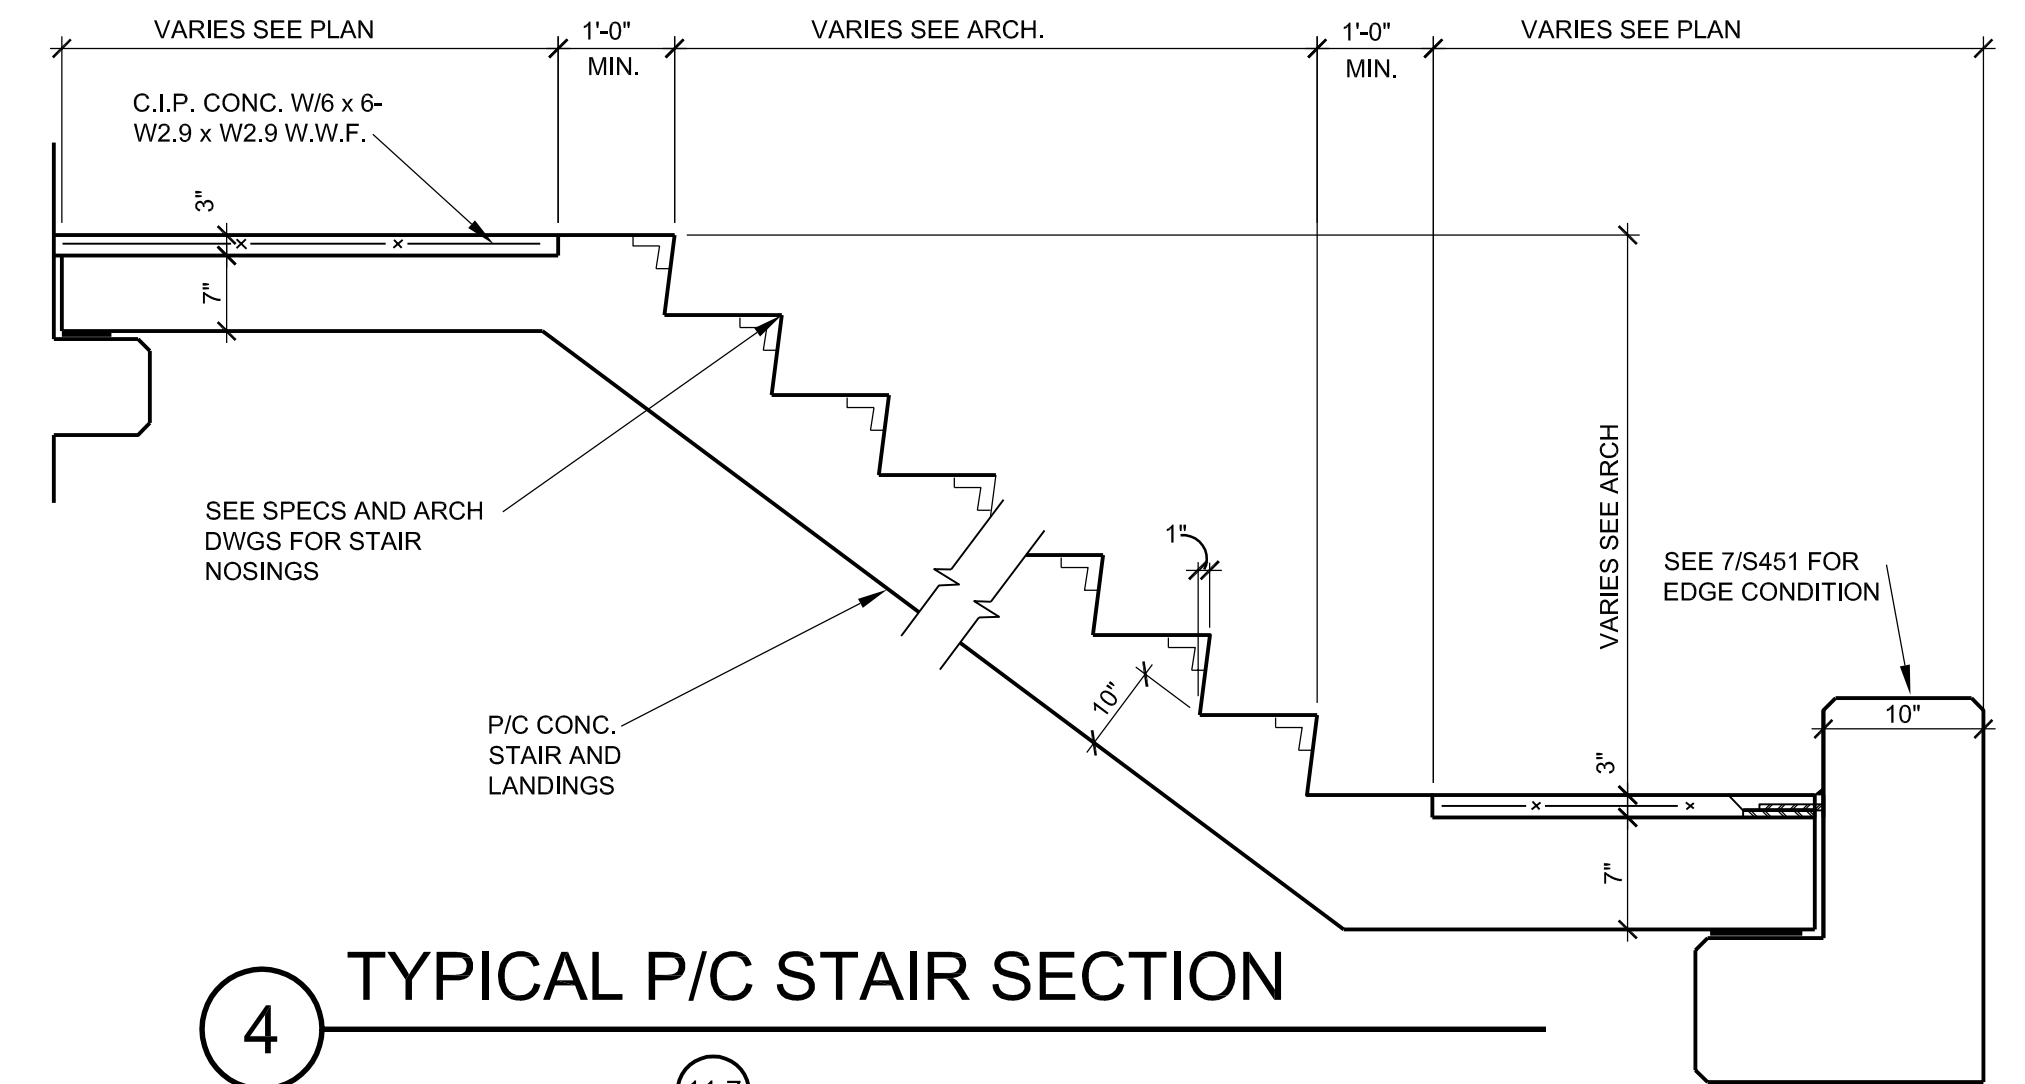 VARIES SEE PLAN
1'-0"
MIN.
VARIES SEE ARCH.
1'-0"
MIN.
VARIES SEE PLAN
C.I.P. CONC. W/6 x 6-
W2.9 x W2.9 W.W.F.
3"
7"
SEE SPECS AND ARCH
DWGS FOR STAIR
NOSINGS
1"
VARIES SEE ARCH
SEE 7/S451 FOR
EDGE CONDITION
10"
P/C CONC.
STAIR AND
LANDINGS
10"
3"
7"
TYPICAL P/C STAIR SECTION
4